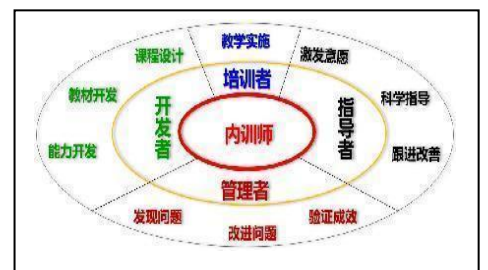 教学实施
课程设计
激发意愿
培训者
教材开发
科学指导
开发者
内训师
指导者
能力开发
跟进改善
管理者
发现问题
验证成效
改进问题